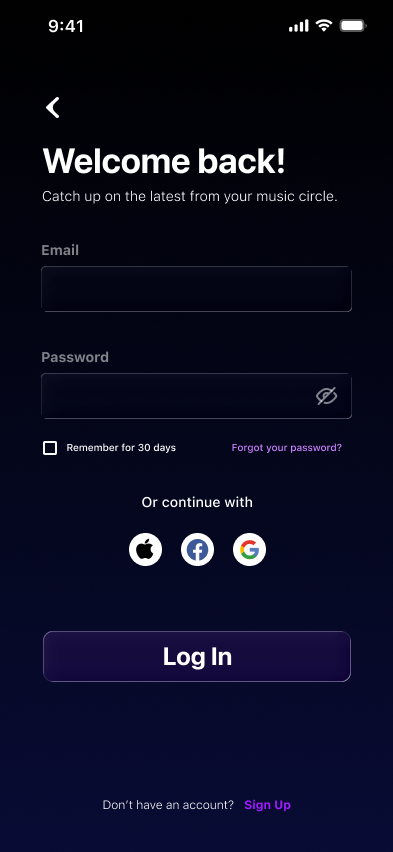 9:41
Welcome back!
Catch up on the latest from your music circle.
Email
Password
Remember for 30 days
Forgot your password?
Or continue with
Log In
Don’t have an account? Sign Up